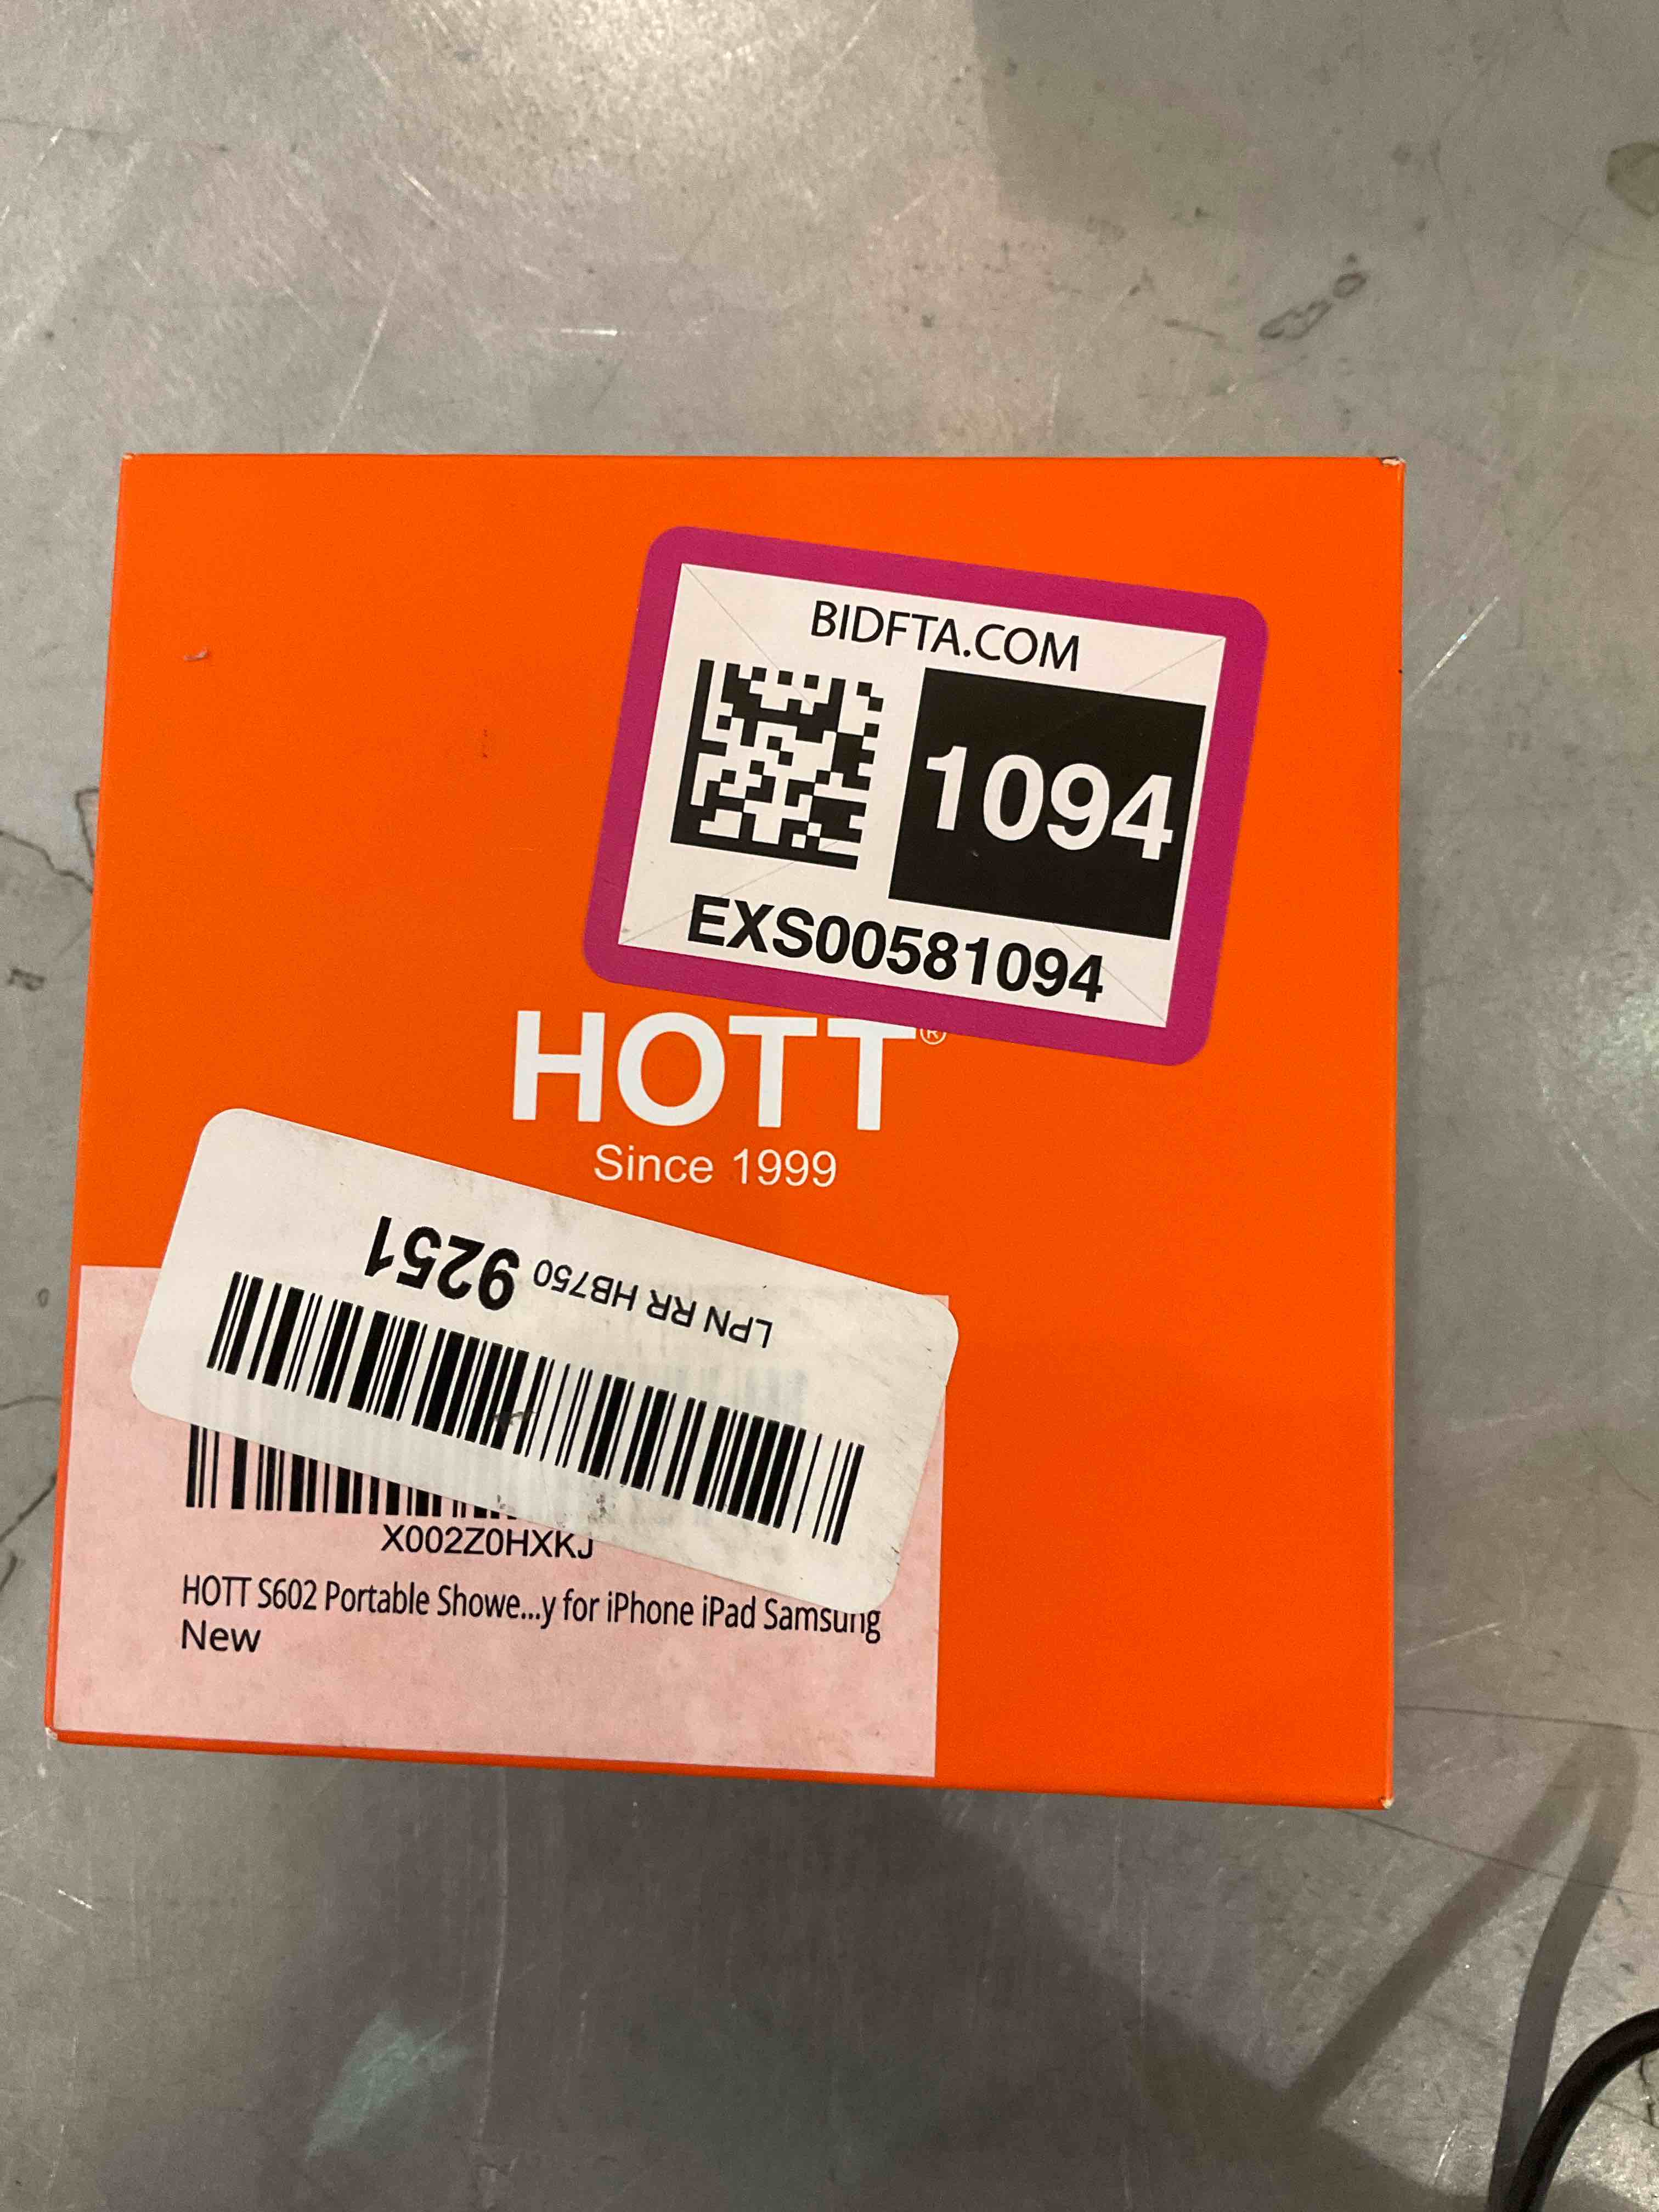 BIDFTA.COM
1094
EXS00581094
HOTT®
Since 1999
LPN RR HB750 9251
X002Z0HXKJ
HOTT S602 Portable Showe...y for iPhone iPad Samsung
New